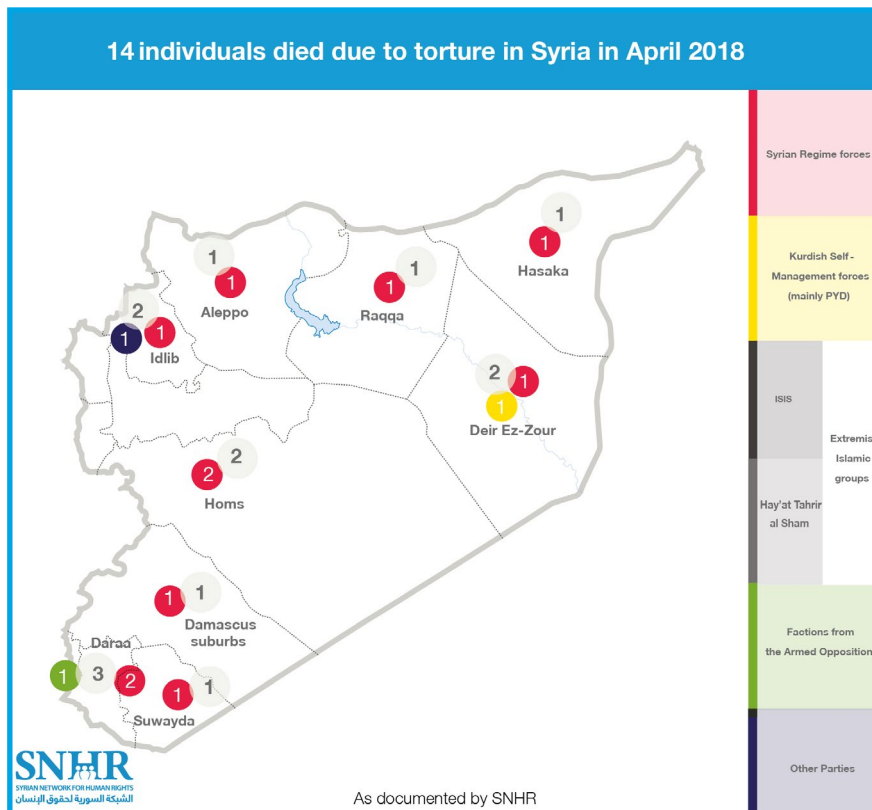 14 individuals died due to torture in Syria in April 2018
Syrian Regime forces
Kurdish Self -
Management forces
(mainly PYD)
ISIS
Extremis
Islamic
groups
Hay'at Tahrir
al Sham
Factions from
the Armed Opposition
Other Parties
1
1
Hasaka
1
1
Aleppo
1
1
Raqqa
2
1
1
Idlib
2
1
1
Deir Ez-Zour
2
2
Homs
1
1
Damascus
suburbs
Daraa
1
3
2
1
1
Suwayda
SNHR
SYRIAN NETWORK FOR HUMAN RIGHTS
الشبكة السورية لحقوق الإنسان
As documented by SNHR